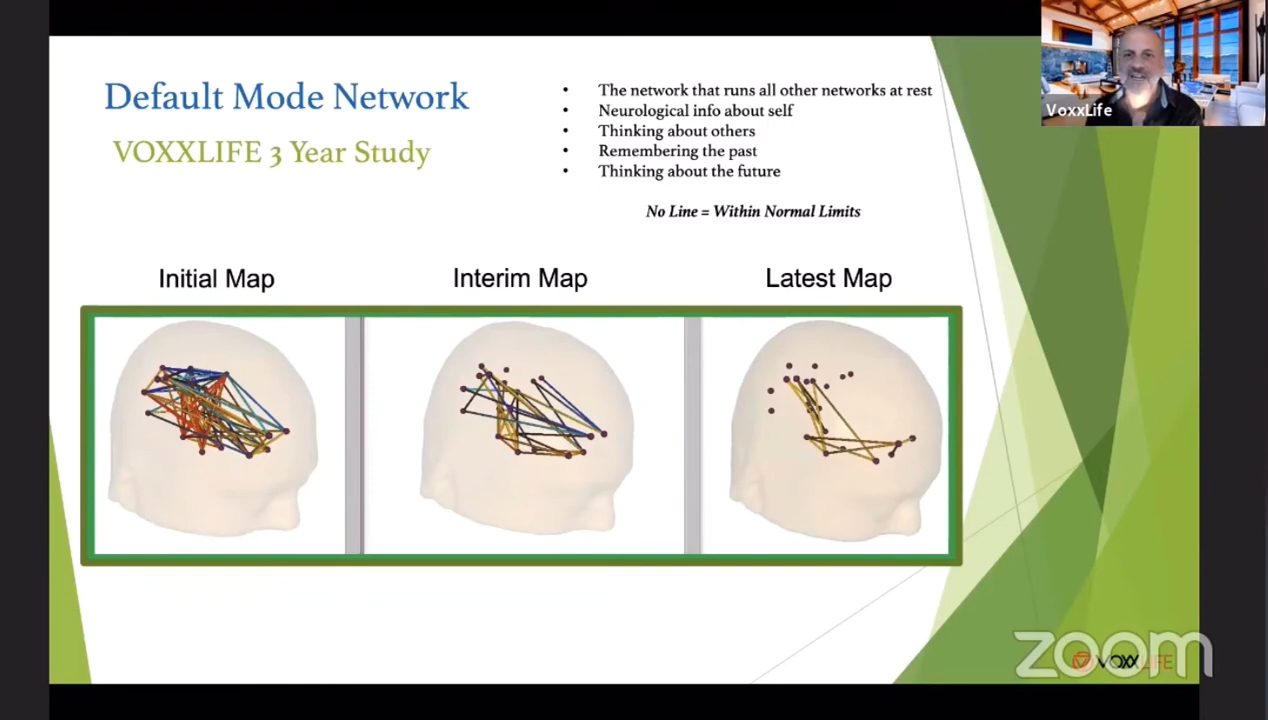 Default Mode Network
VOXXLIFE 3 Year Study
• The network that runs all other networks at rest
• Neurological info about self
• Thinking about others
• Remembering the past
• Thinking about the future
No Line = Within Normal Limits
VoxxLife
Initial Map
Interim Map
Latest Map
zoom
VOXXLIFE